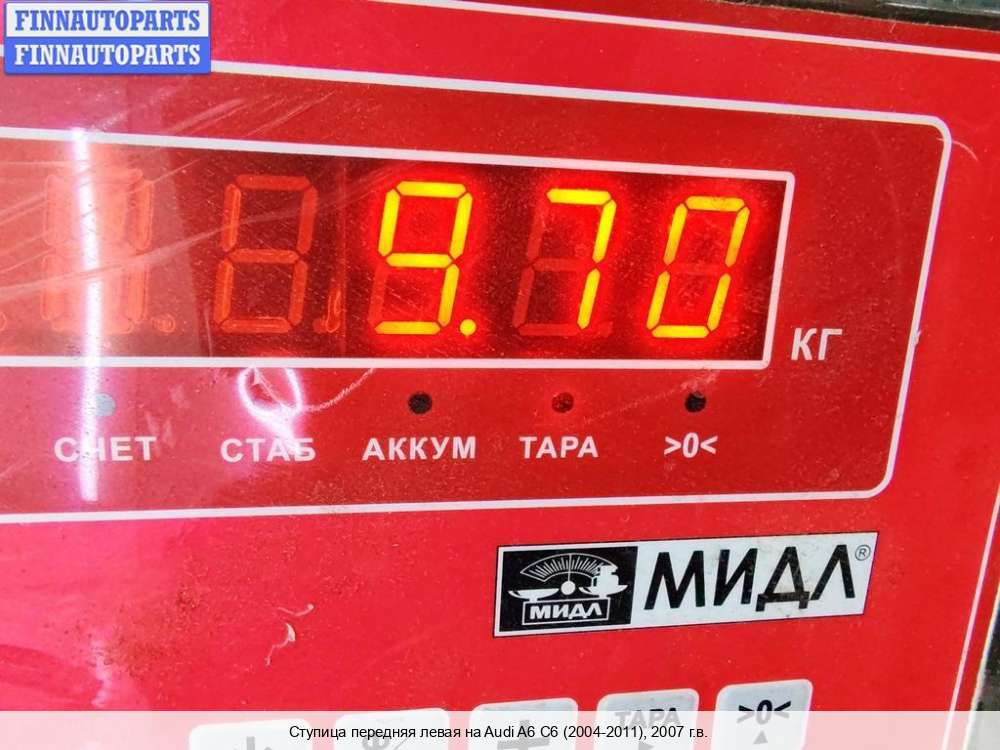 FINNAUTOPARTS
FINNAUTOPARTS
9.70
КГ
СЧЕТ СТАБ АККУМ ТАРА >0<
МИДЛ МИДЛ®
ТАРА >0<
Ступица передняя левая на Audi A6 C6 (2004-2011), 2007 г.в.